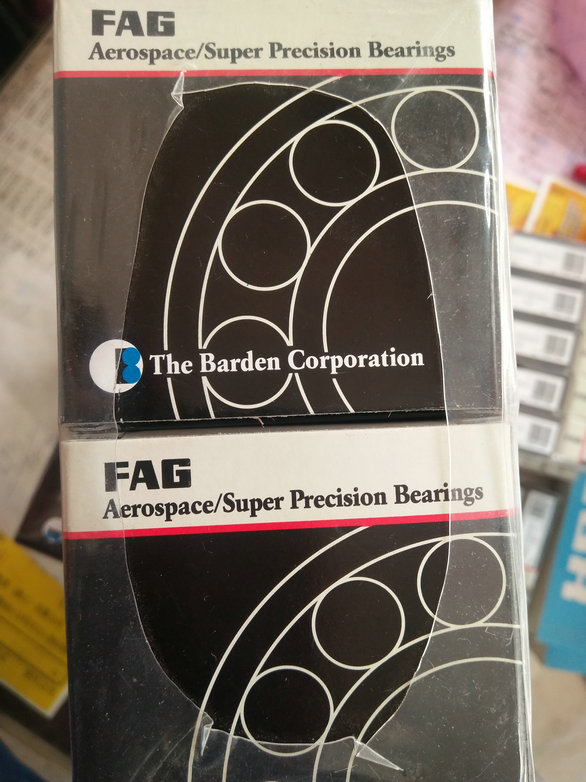 FAG
Aerospace/Super Precision Bearings
The Barden Corporation
FAG
Aerospace/Super Precision Bearings